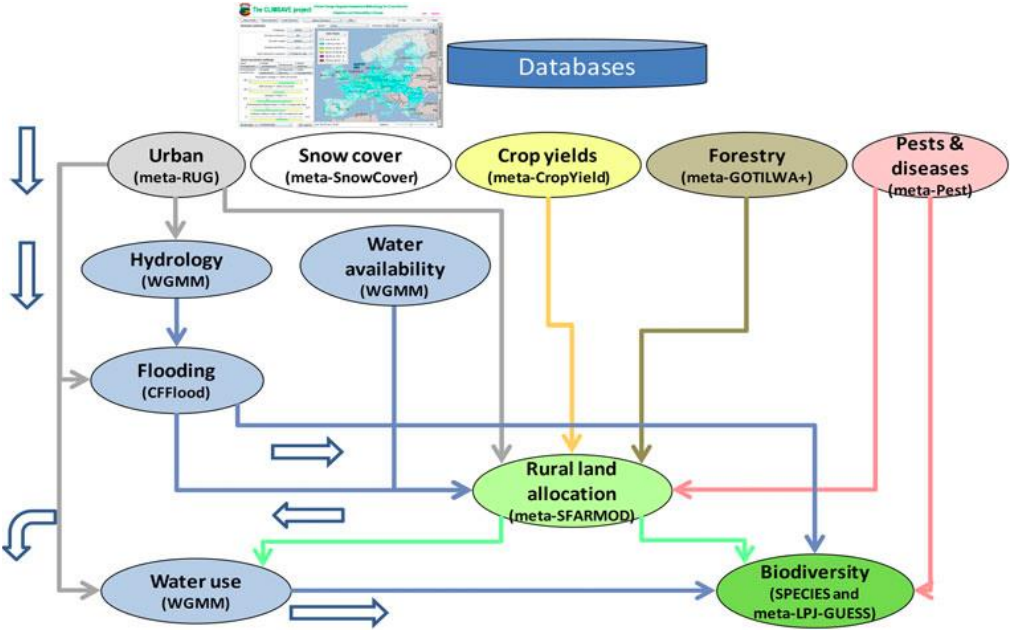 The CLIMSAVE project
Databases
Urban
(meta-RUG)
Snow cover
(meta-SnowCover)
Crop yields
(meta-CropYield)
Forestry
(meta-GOTILWA+)
Pests &
diseases
(meta-Pest)
Hydrology
(WGMM)
Water
availability
(WGMM)
Flooding
(CFFlood)
Rural land
allocation
(meta-SFARMOD)
Water use
(WGMM)
Biodiversity
(SPECIES and
meta-LPJ-GUESS)